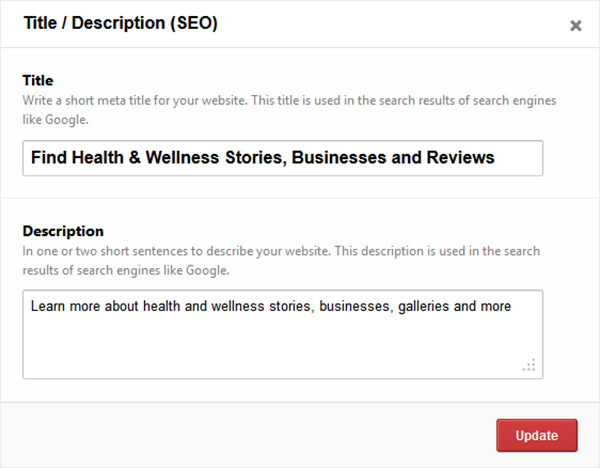 Title / Description (SEO)
Title
Write a short meta title for your website. This title is used in the search results of search engines
like Google.
Find Health & Wellness Stories, Businesses and Reviews
Description
In one or two short sentences to describe your website. This description is used in the search
results of search engines like Google.
Learn more about health and wellness stories, businesses, galleries and more
Update